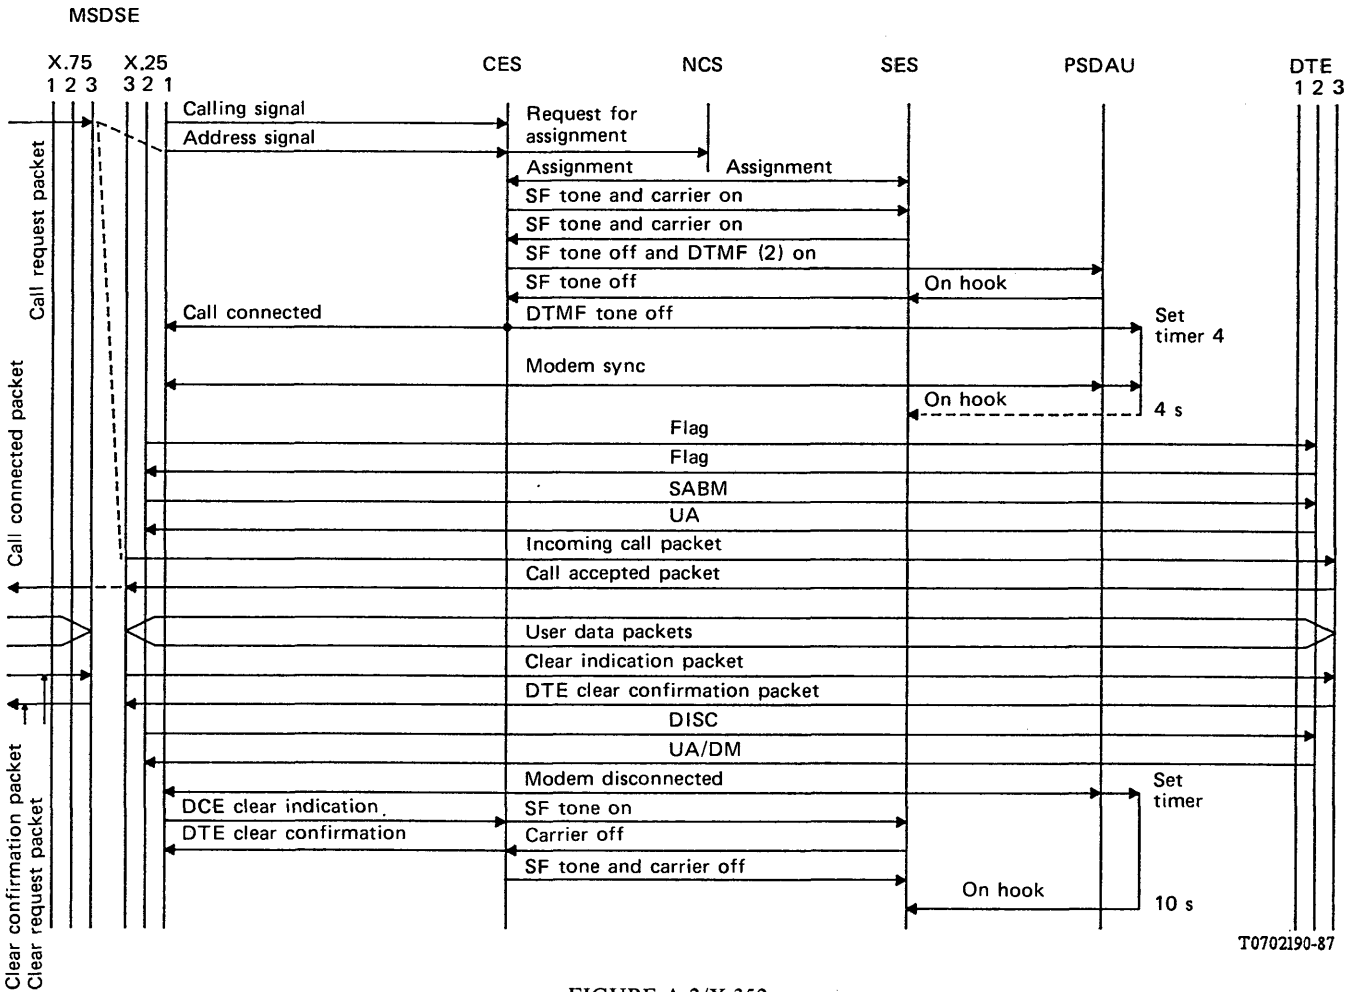 MSDSE
X.75 X.25 CES NCS SES PSDAU DTE
1 2 3 3 2 1 1 2 3
Calling signal
Request for
assignment
Address signal
Assignment Assignment
SF tone and carrier on
SF tone and carrier on
SF tone off and DTMF (2) on
SF tone off On hook
Call connected DTMF tone off Set
timer 4
Modem sync
On hook 4 s
Flag
Flag
SABM
UA
Incoming call packet
Call accepted packet
User data packets
Clear indication packet
DTE clear confirmation packet
DISC
UA/DM
Modem disconnected Set
timer
DCE clear indication SF tone on
DTE clear confirmation Carrier off
SF tone and carrier off
On hook 10 s
Call request packet
Call connected packet
Clear confirmation packet
Clear request packet
T0702190-87
FIGURE A-2/X.352